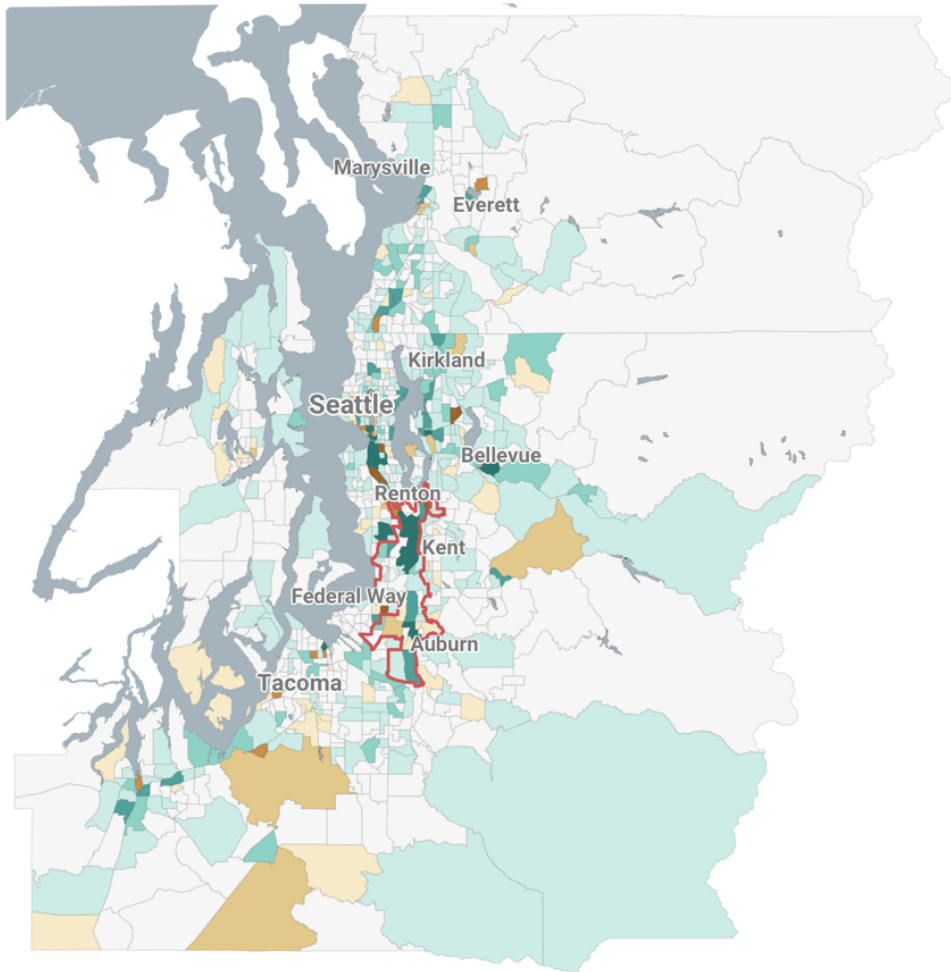 Marysville
Everett
Kirkland
Seattle
Bellevue
Renton
Kent
Federal Way
Auburn
Tacoma